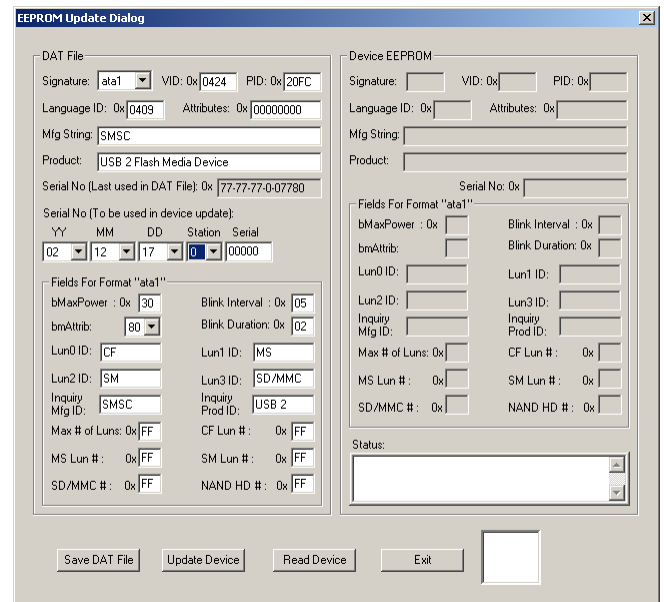 EEPROM Update Dialog
DAT File
Signature: ata1 VID: 0x 0424 PID: 0x 20FC
Language ID: 0x 0409 Attributes: 0x 00000000
Mfg String: SMSC
Product: USB 2 Flash Media Device
Serial No (Last used in DAT File): 0x 77-77-77-0-07780
Serial No (To be used in device update):
YY MM DD Station Serial
02 12 17 0 00000
Fields For Format "ata1"
bMaxPower : 0x 30 Blink Interval : 0x 05
bmAttrib: 80 Blink Duration: 0x 02
Lun0 ID: CF Lun1 ID: MS
Lun2 ID: SM Lun3 ID: SD/MMC
Inquiry Mfg ID: SMSC Inquiry Prod ID: USB 2
Max # of Luns: 0x FF CF Lun # : 0x FF
MS Lun # : 0x FF SM Lun # : 0x FF
SD/MMC # : 0x FF NAND HD # : 0x FF
Device EEPROM
Signature: VID: 0x PID: 0x
Language ID: 0x Attributes: 0x
Mfg String:
Product:
Serial No: 0x
Fields For Format "ata1"
bMaxPower : 0x Blink Interval : 0x
bmAttrib: Blink Duration: 0x
Lun0 ID: Lun1 ID:
Lun2 ID: Lun3 ID:
Inquiry Mfg ID: Inquiry Prod ID:
Max # of Luns: 0x CF Lun # : 0x
MS Lun # : 0x SM Lun # : 0x
SD/MMC # : 0x NAND HD # : 0x
Status:
Save DAT File Update Device Read Device Exit